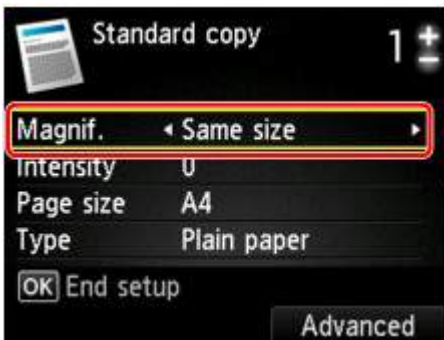 Standard copy 1
Magnif. Same size
Intensity 0
Page size A4
Type Plain paper
OK End setup
Advanced